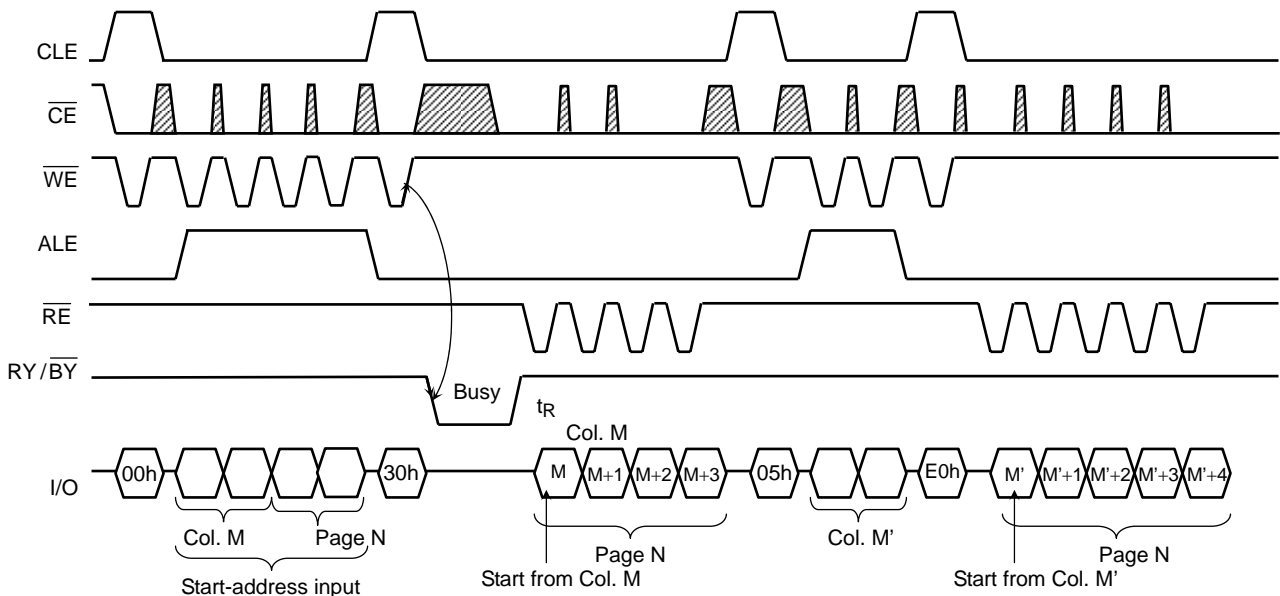 CLE
CE
WE
ALE
RE
RY/BY
Busy
tR
Col. M
I/O
00h
30h
M
M+1
M+2
M+3
05h
E0h
M'
M'+1
M'+2
M'+3
M'+4
Col. M
Page N
Col. M'
Page N
Page N
Start-address input
Start from Col. M
Start from Col. M'